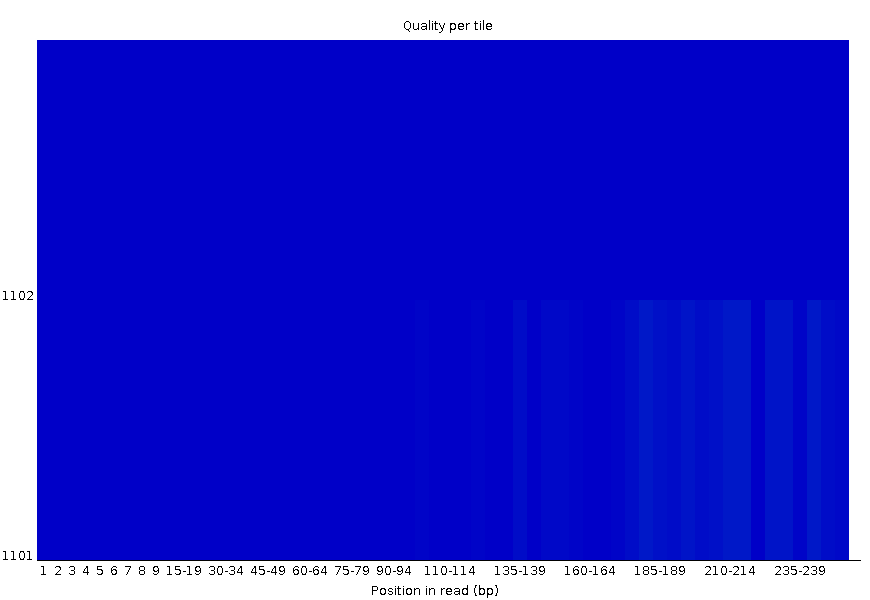 Quality per tile
1102
1101
1 2 3 4 5 6 7 8 9 15-19 30-34 45-49 60-64 75-79 90-94 110-114 135-139 160-164 185-189 210-214 235-239
Position in read (bp)